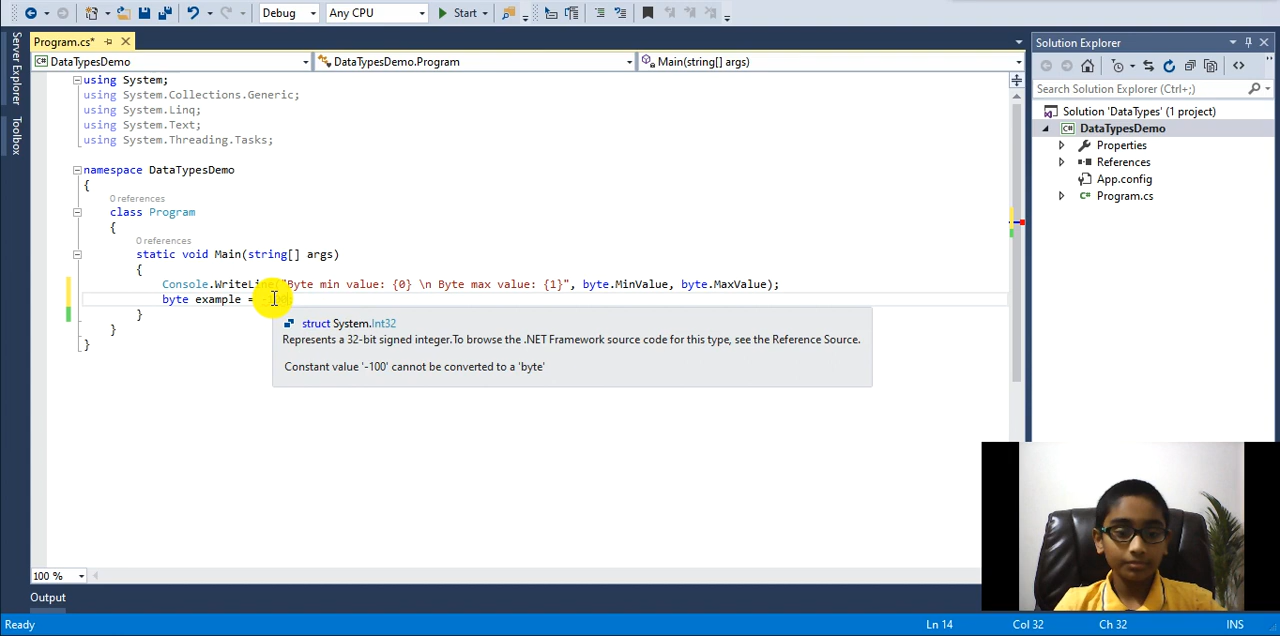 Debug
Any CPU
Start
Program.cs*
DataTypesDemo
DataTypesDemo.Program
Main(string[] args)
Server Explorer
Toolbox
using System;
using System.Collections.Generic;
using System.Linq;
using System.Text;
using System.Threading.Tasks;
namespace DataTypesDemo
{
0 references
class Program
{
0 references
static void Main(string[] args)
{
Console.WriteLine("Byte min value: {0} \n Byte max value: {1}", byte.MinValue, byte.MaxValue);
byte example = -100;
}
}
}
struct System.Int32
Represents a 32-bit signed integer.To browse the .NET Framework source code for this type, see the Reference Source.
Constant value '-100' cannot be converted to a 'byte'
Solution Explorer
Search Solution Explorer (Ctrl+;)
Solution 'DataTypes' (1 project)
DataTypesDemo
Properties
References
App.config
Program.cs
100 %
Output
Ready
Ln 14
Col 32
Ch 32
INS